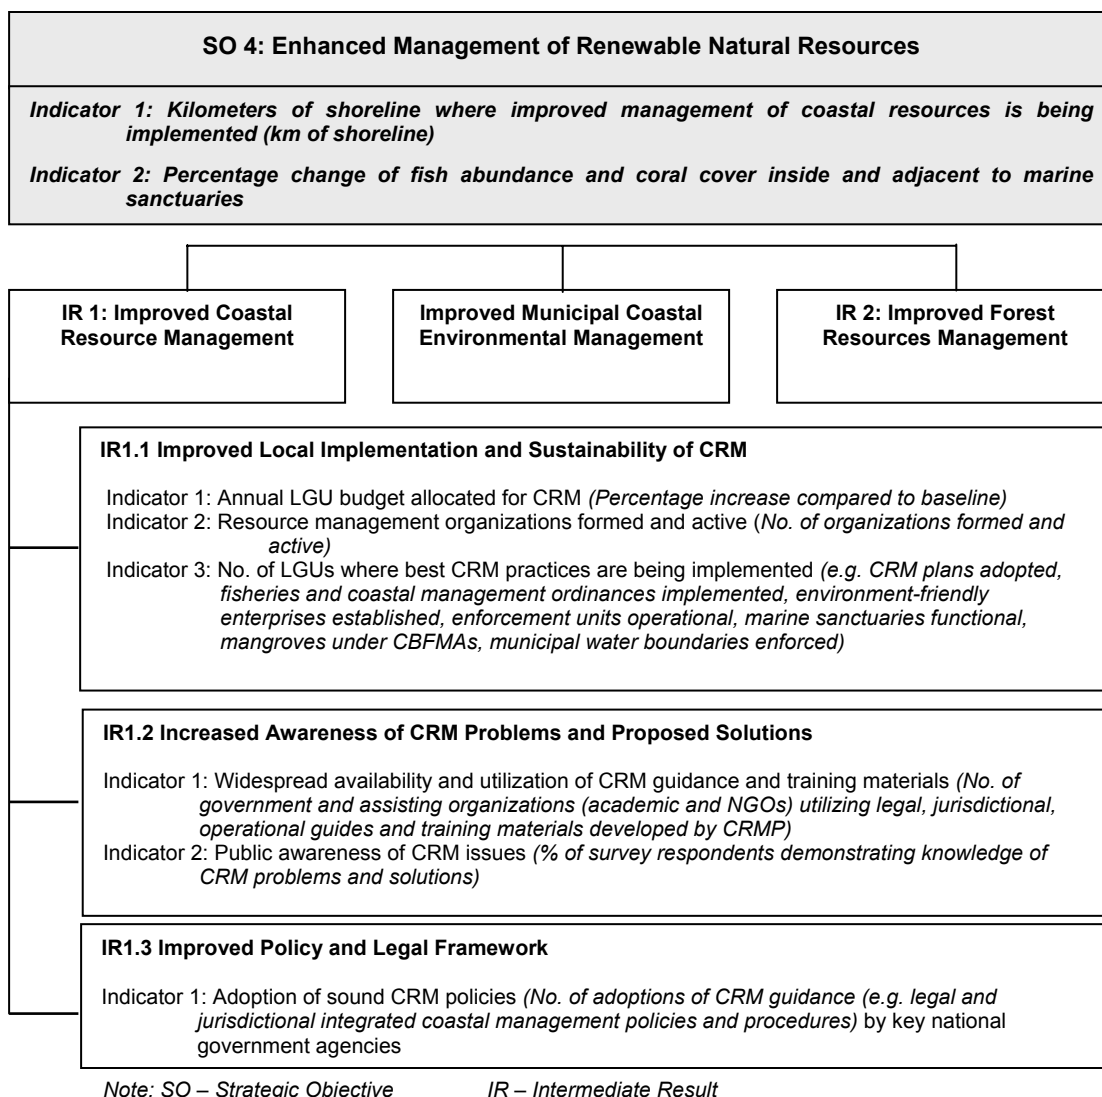 SO 4: Enhanced Management of Renewable Natural Resources
Indicator 1: Kilometers of shoreline where improved management of coastal resources is being
implemented (km of shoreline)
Indicator 2: Percentage change of fish abundance and coral cover inside and adjacent to marine
sanctuaries
IR 1: Improved Coastal
Resource Management
Improved Municipal Coastal
Environmental Management
IR 2: Improved Forest
Resources Management
IR1.1 Improved Local Implementation and Sustainability of CRM
Indicator 1: Annual LGU budget allocated for CRM (Percentage increase compared to baseline)
Indicator 2: Resource management organizations formed and active (No. of organizations formed and
active)
Indicator 3: No. of LGUs where best CRM practices are being implemented (e.g. CRM plans adopted,
fisheries and coastal management ordinances implemented, environment-friendly
enterprises established, enforcement units operational, marine sanctuaries functional,
mangroves under CBFMAs, municipal water boundaries enforced)
IR1.2 Increased Awareness of CRM Problems and Proposed Solutions
Indicator 1: Widespread availability and utilization of CRM guidance and training materials (No. of
government and assisting organizations (academic and NGOs) utilizing legal, jurisdictional,
operational guides and training materials developed by CRMP)
Indicator 2: Public awareness of CRM issues (% of survey respondents demonstrating knowledge of
CRM problems and solutions)
IR1.3 Improved Policy and Legal Framework
Indicator 1: Adoption of sound CRM policies (No. of adoptions of CRM guidance (e.g. legal and
jurisdictional integrated coastal management policies and procedures) by key national
government agencies
Note: SO – Strategic Objective IR – Intermediate Result